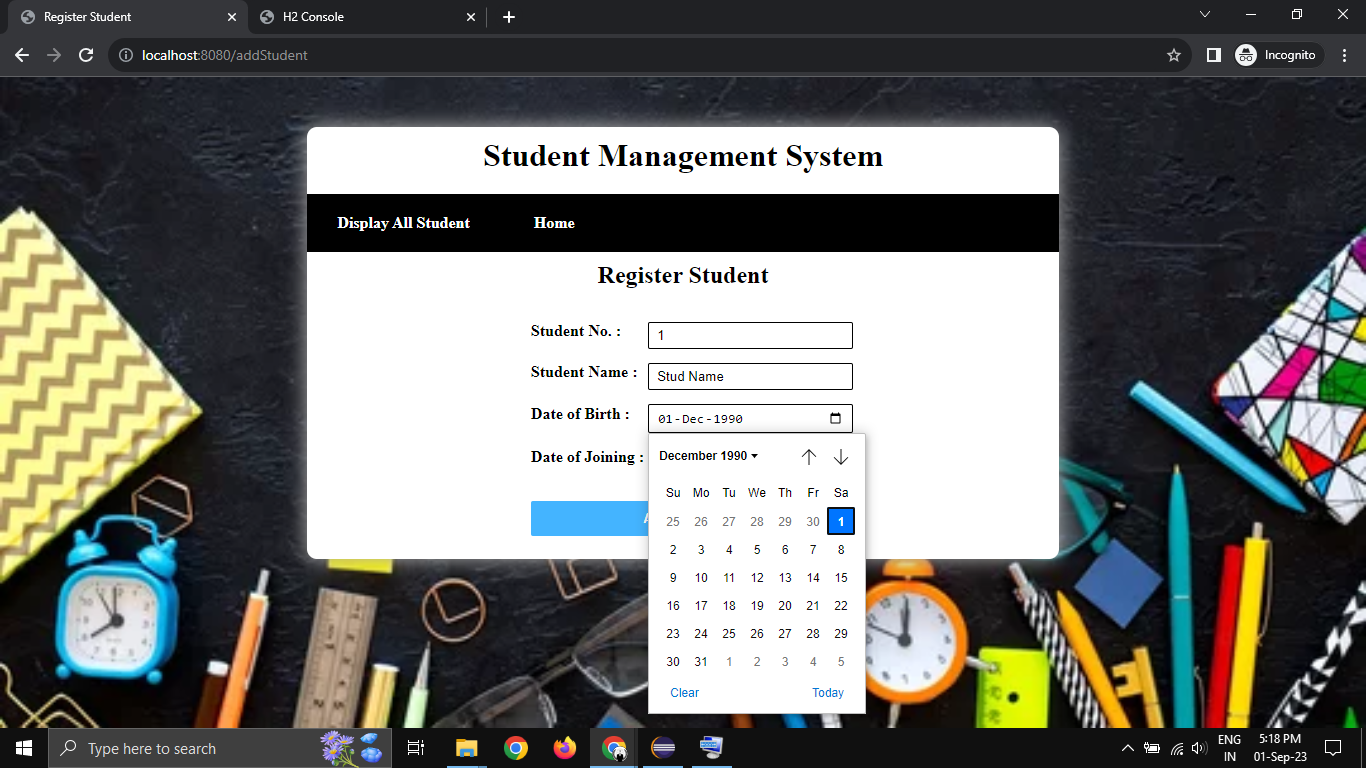 Register Student
H2 Console
localhost:8080/addStudent
Incognito
Student Management System
Display All Student
Home
Register Student
Student No. :
1
Student Name :
Stud Name
Date of Birth :
01-Dec-1990
Date of Joining :
December 1990
Su Mo Tu We Th Fr Sa
25 26 27 28 29 30 1
2 3 4 5 6 7 8
9 10 11 12 13 14 15
16 17 18 19 20 21 22
23 24 25 26 27 28 29
30 31 1 2 3 4 5
Clear
Today
Type here to search
ENG
IN
5:18 PM
01-Sep-23